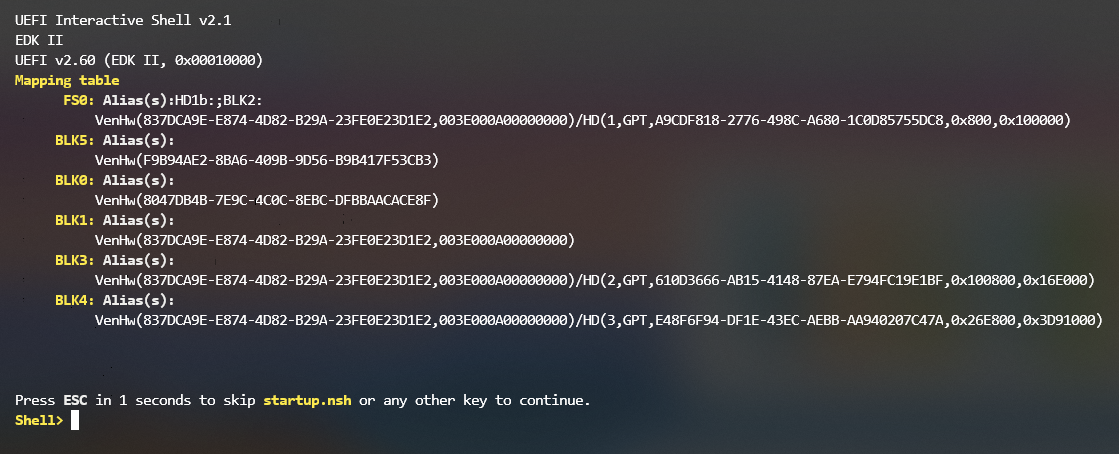 UEFI Interactive Shell v2.1
EDK II
UEFI v2.60 (EDK II, 0x00010000)
Mapping table
FS0: Alias(s):HD1b:;BLK2:
VenHw(837DCA9E-E874-4D82-B29A-23FE0E23D1E2,003E000A00000000)/HD(1,GPT,A9CDF818-2776-498C-A680-1C0D85755DC8,0x800,0x100000)
BLK5: Alias(s):
VenHw(F9B94AE2-8BA6-409B-9D56-B9B417F53CB3)
BLK0: Alias(s):
VenHw(8047DB4B-7E9C-4C0C-8EBC-DFBBAACACE8F)
BLK1: Alias(s):
VenHw(837DCA9E-E874-4D82-B29A-23FE0E23D1E2,003E000A00000000)
BLK3: Alias(s):
VenHw(837DCA9E-E874-4D82-B29A-23FE0E23D1E2,003E000A00000000)/HD(2,GPT,610D3666-AB15-4148-87EA-E794FC19E1BF,0x100800,0x16E000)
BLK4: Alias(s):
VenHw(837DCA9E-E874-4D82-B29A-23FE0E23D1E2,003E000A00000000)/HD(3,GPT,E48F6F94-DF1E-43EC-AEBB-AA940207C47A,0x26E800,0x3D91000)
Press ESC in 1 seconds to skip startup.nsh or any other key to continue.
Shell>